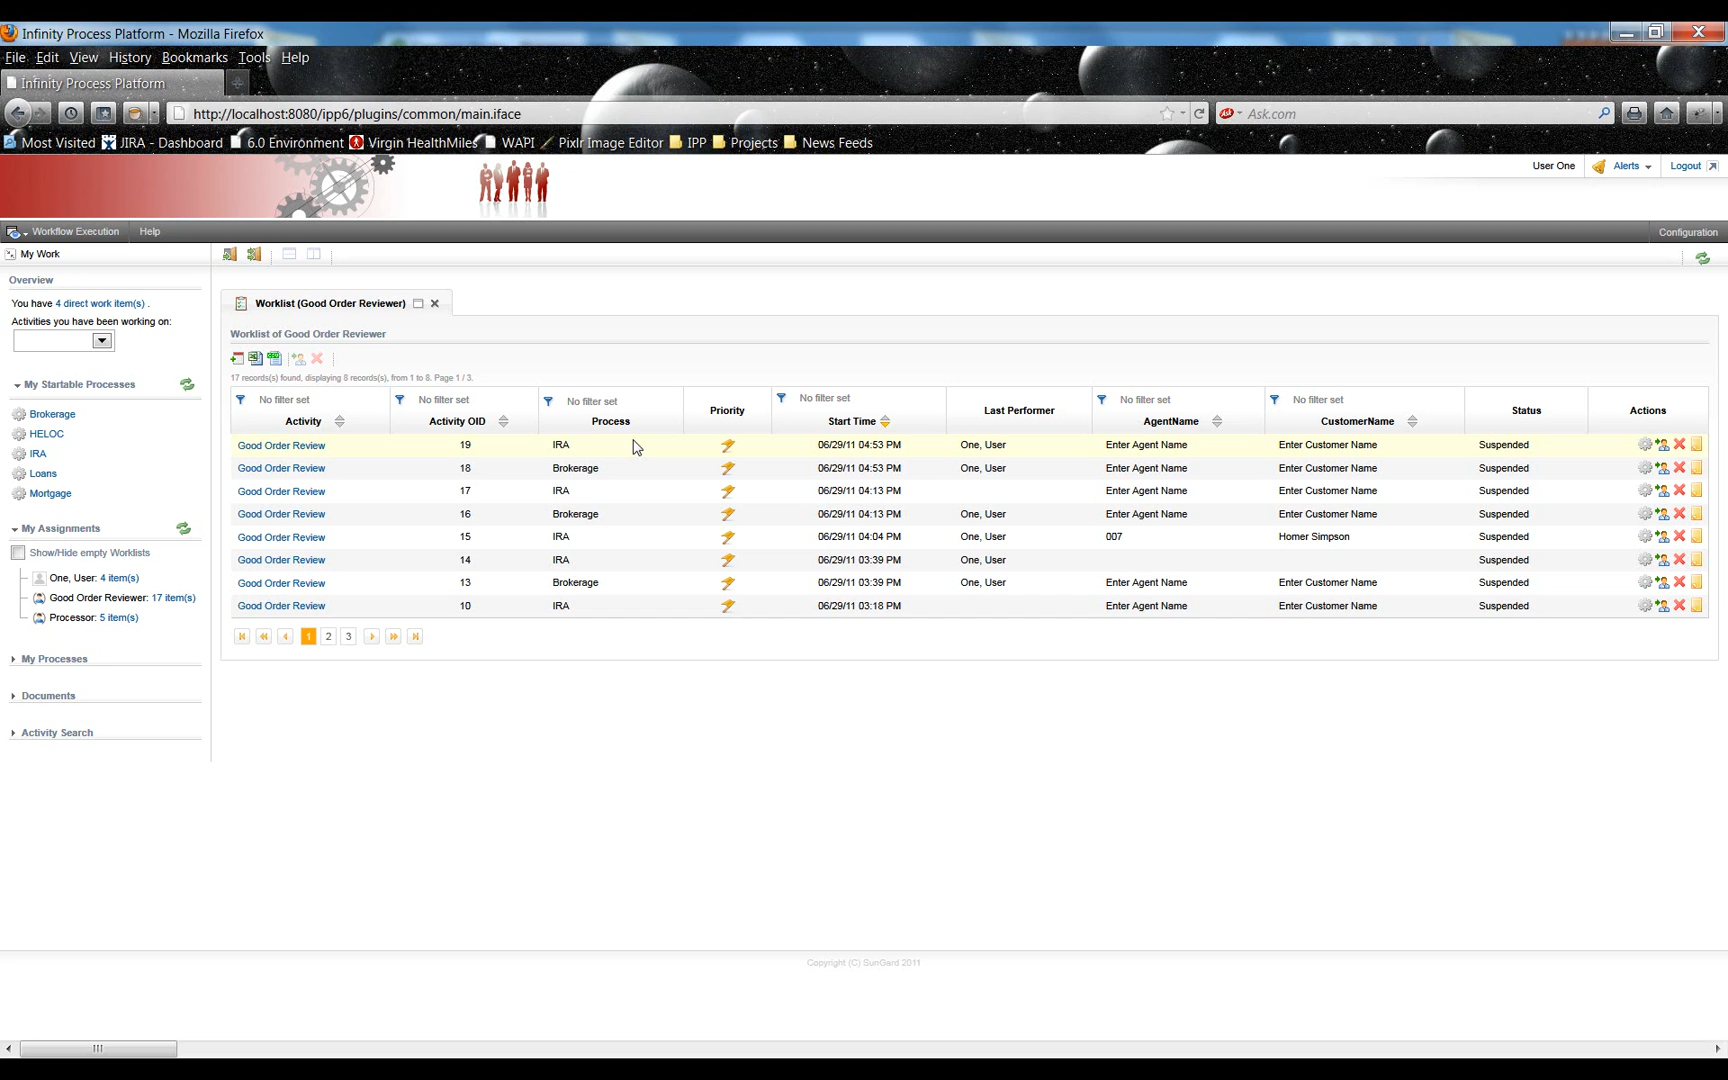 Infinity Process Platform - Mozilla Firefox
File Edit View History Bookmarks Tools Help
Infinity Process Platform
http://localhost:8080/ipp6/plugins/common/main.iface
Ask.com
Most Visited JIRA - Dashboard 6.0 Environment Virgin HealthMiles WAPI Pixlr Image Editor IPP Projects News Feeds
User One Alerts Logout
Workflow Execution Help Configuration
My Work
Overview
You have 4 direct work item(s) .
Activities you have been working on:
My Startable Processes
Brokerage
HELOC
IRA
Loans
Mortgage
My Assignments
Show/Hide empty Worklists
One, User: 4 item(s)
Good Order Reviewer: 17 item(s)
Processor: 5 item(s)
My Processes
Documents
Activity Search
Worklist (Good Order Reviewer)
Worklist of Good Order Reviewer
17 records(s) found, displaying 8 records(s), from 1 to 8. Page 1 / 3.
No filter set No filter set No filter set No filter set No filter set No filter set
Activity Activity OID Process Priority Start Time Last Performer AgentName CustomerName Status Actions
Good Order Review 19 IRA 06/29/11 04:53 PM One, User Enter Agent Name Enter Customer Name Suspended
Good Order Review 18 Brokerage 06/29/11 04:53 PM One, User Enter Agent Name Enter Customer Name Suspended
Good Order Review 17 IRA 06/29/11 04:13 PM Enter Agent Name Enter Customer Name Suspended
Good Order Review 16 Brokerage 06/29/11 04:13 PM One, User Enter Agent Name Enter Customer Name Suspended
Good Order Review 15 IRA 06/29/11 04:04 PM One, User 007 Homer Simpson Suspended
Good Order Review 14 IRA 06/29/11 03:39 PM One, User Suspended
Good Order Review 13 Brokerage 06/29/11 03:39 PM One, User Enter Agent Name Enter Customer Name Suspended
Good Order Review 10 IRA 06/29/11 03:18 PM Enter Agent Name Enter Customer Name Suspended
1 2 3
Copyright (C) SunGard 2011